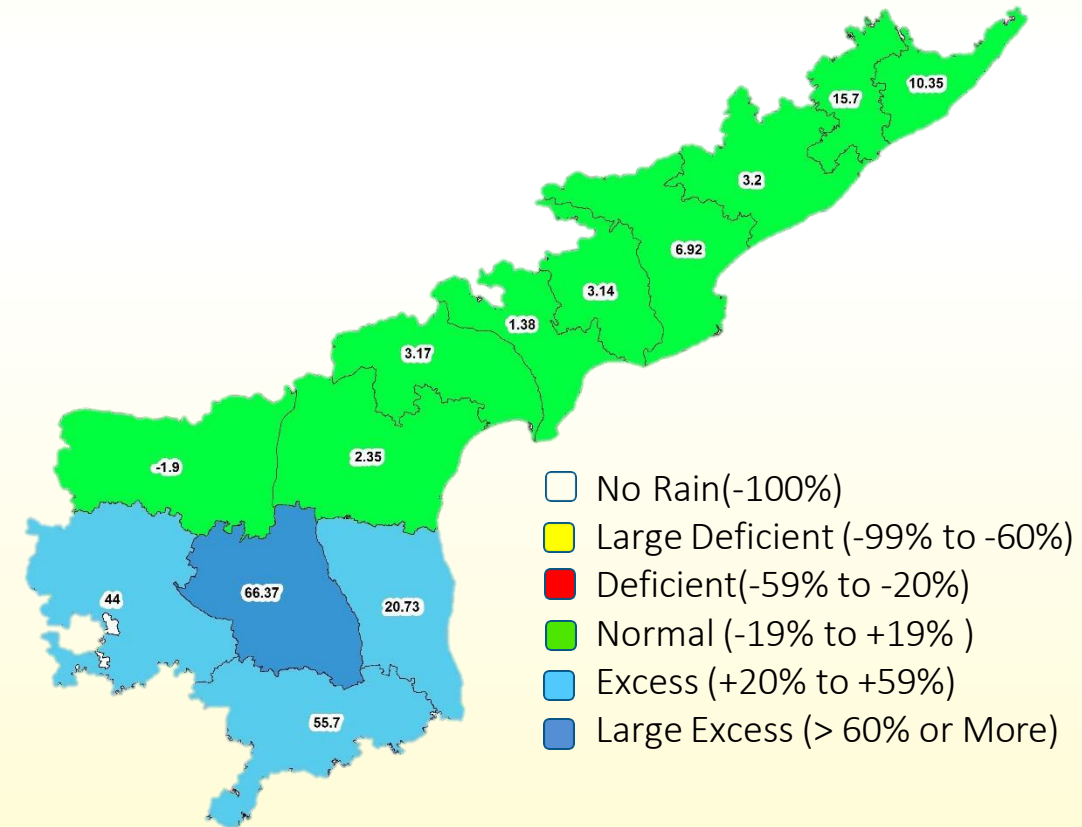 10.35
15.7
3.2
6.92
3.14
1.38
3.17
2.35
-1.9
66.37
44
20.73
55.7
No Rain(-100%)
Large Deficient (-99% to -60%)
Deficient(-59% to -20%)
Normal (-19% to +19% )
Excess (+20% to +59%)
Large Excess (> 60% or More)